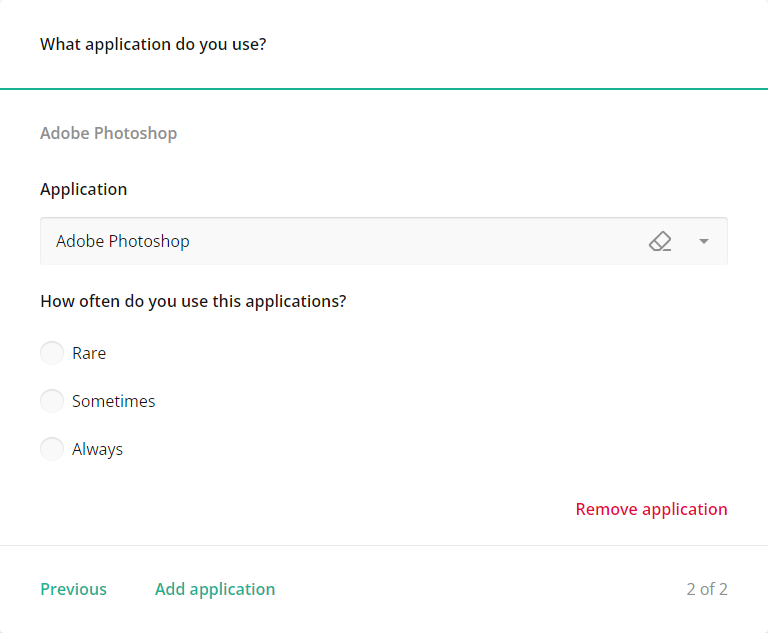 What application do you use?
Adobe Photoshop
Application
Adobe Photoshop
How often do you use this applications?
Rare
Sometimes
Always
Remove application
Previous Add application 2 of 2